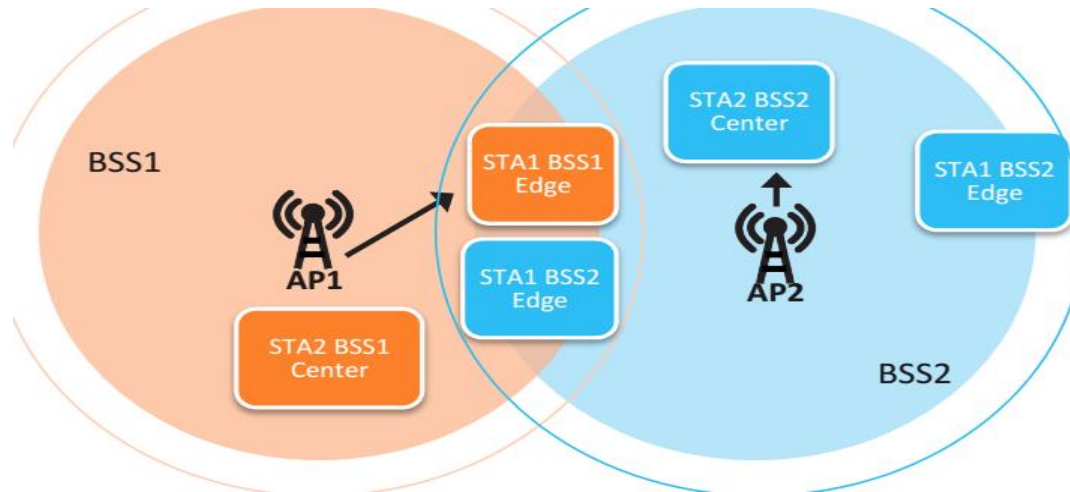 BSS1
AP1
STA2 BSS1
Center
STA1 BSS1
Edge
STA1 BSS2
Edge
STA2 BSS2
Center
AP2
STA1 BSS2
Edge
BSS2